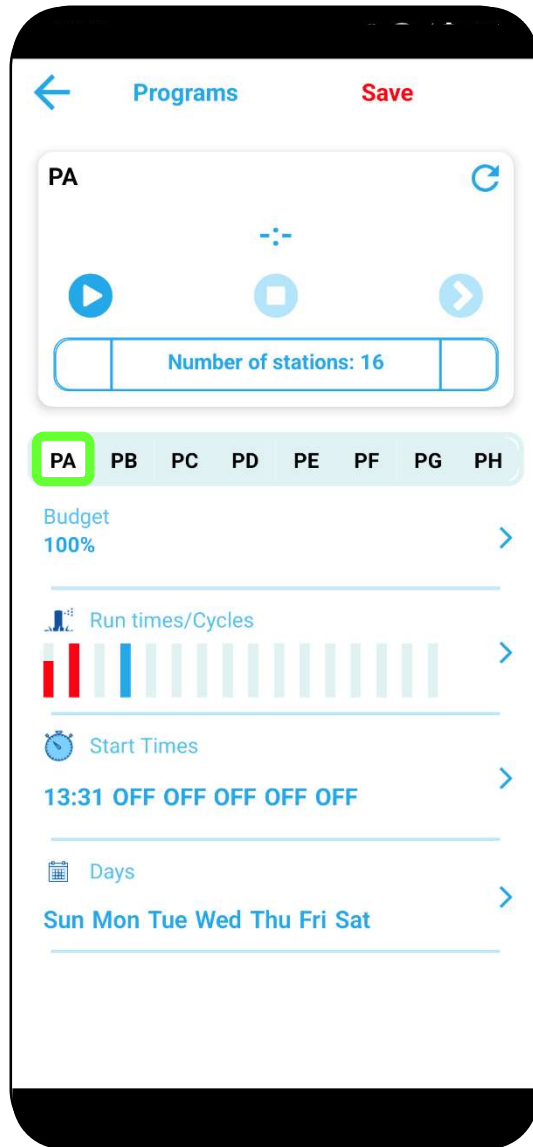 Programs Save
PA
-:-
Number of stations: 16
PA PB PC PD PE PF PG PH
Budget
100%
Run times/Cycles
Start Times
13:31 OFF OFF OFF OFF OFF
Days
Sun Mon Tue Wed Thu Fri Sat